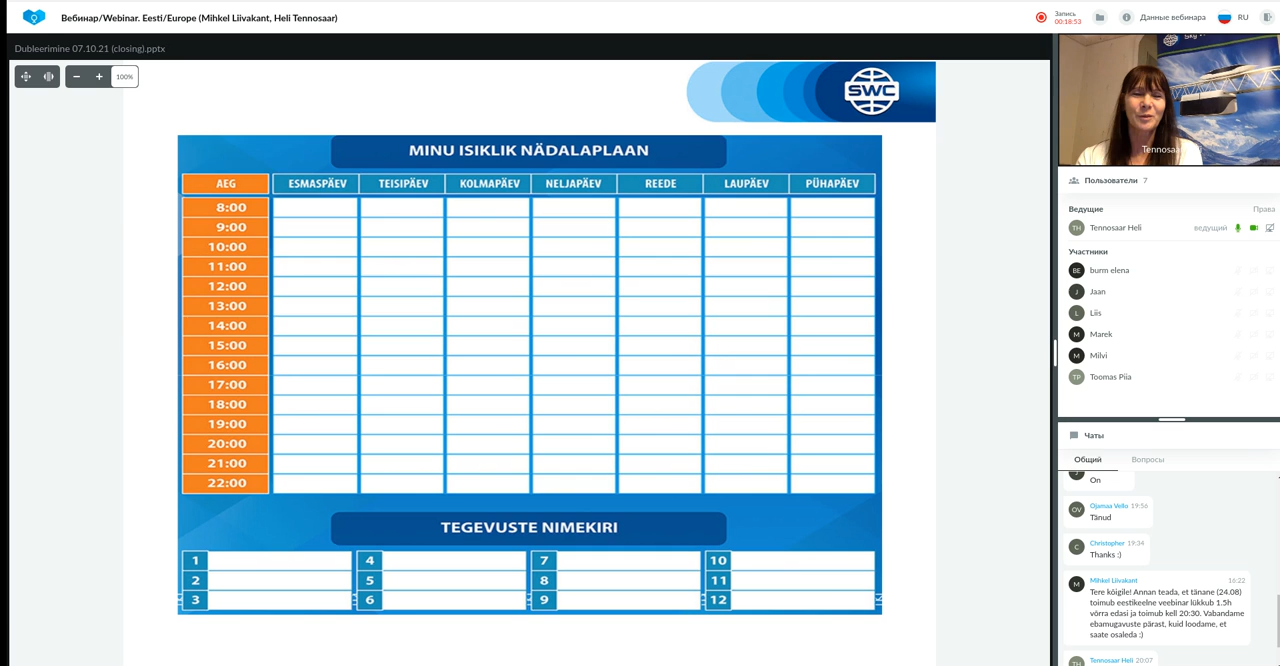 Вебинар/Webinar. Eesti/Europe (Mihkel Liivakant, Heli Tennosaar)
Запись
00:18:53
Данные вебинара
RU
Dubleerimine 07.10.21 (closing).pptx
100%
SWC
MINU ISIKLIK NÄDALAPLAAN
AEG ESMASPÄEV TEISIPÄEV KOLMAPÄEV NELJAPÄEV REEDE LAUPÄEV PÜHAPÄEV
8:00
9:00
10:00
11:00
12:00
13:00
14:00
15:00
16:00
17:00
18:00
19:00
20:00
21:00
22:00
TEGEVUSTE NIMEKIRI
1 4 7 10
2 5 8 11
3 6 9 12
Пользователи 7
Ведущие Права
TH Tennosaar Heli ведущий
Участники
BE burm elena
J Jaan
L Liis
M Marek
M Milvi
TP Toomas Piia
Чаты
Общий Вопросы
On
OV Ojamaa Vello 19:56
Tänud
C Christopher 19:34
Thanks :)
M Mihkel Liivakant 16:22
Tere kõigile! Annan teada, et tänane (24.08)
toimub eestikeelne veebinar lükkub 1.5h
võrra edasi ja toimub kell 20:30. Vabandame
ebamugavuste pärast, kuid loodame, et
saate osaleda :)
TH Tennosaar Heli 20:07